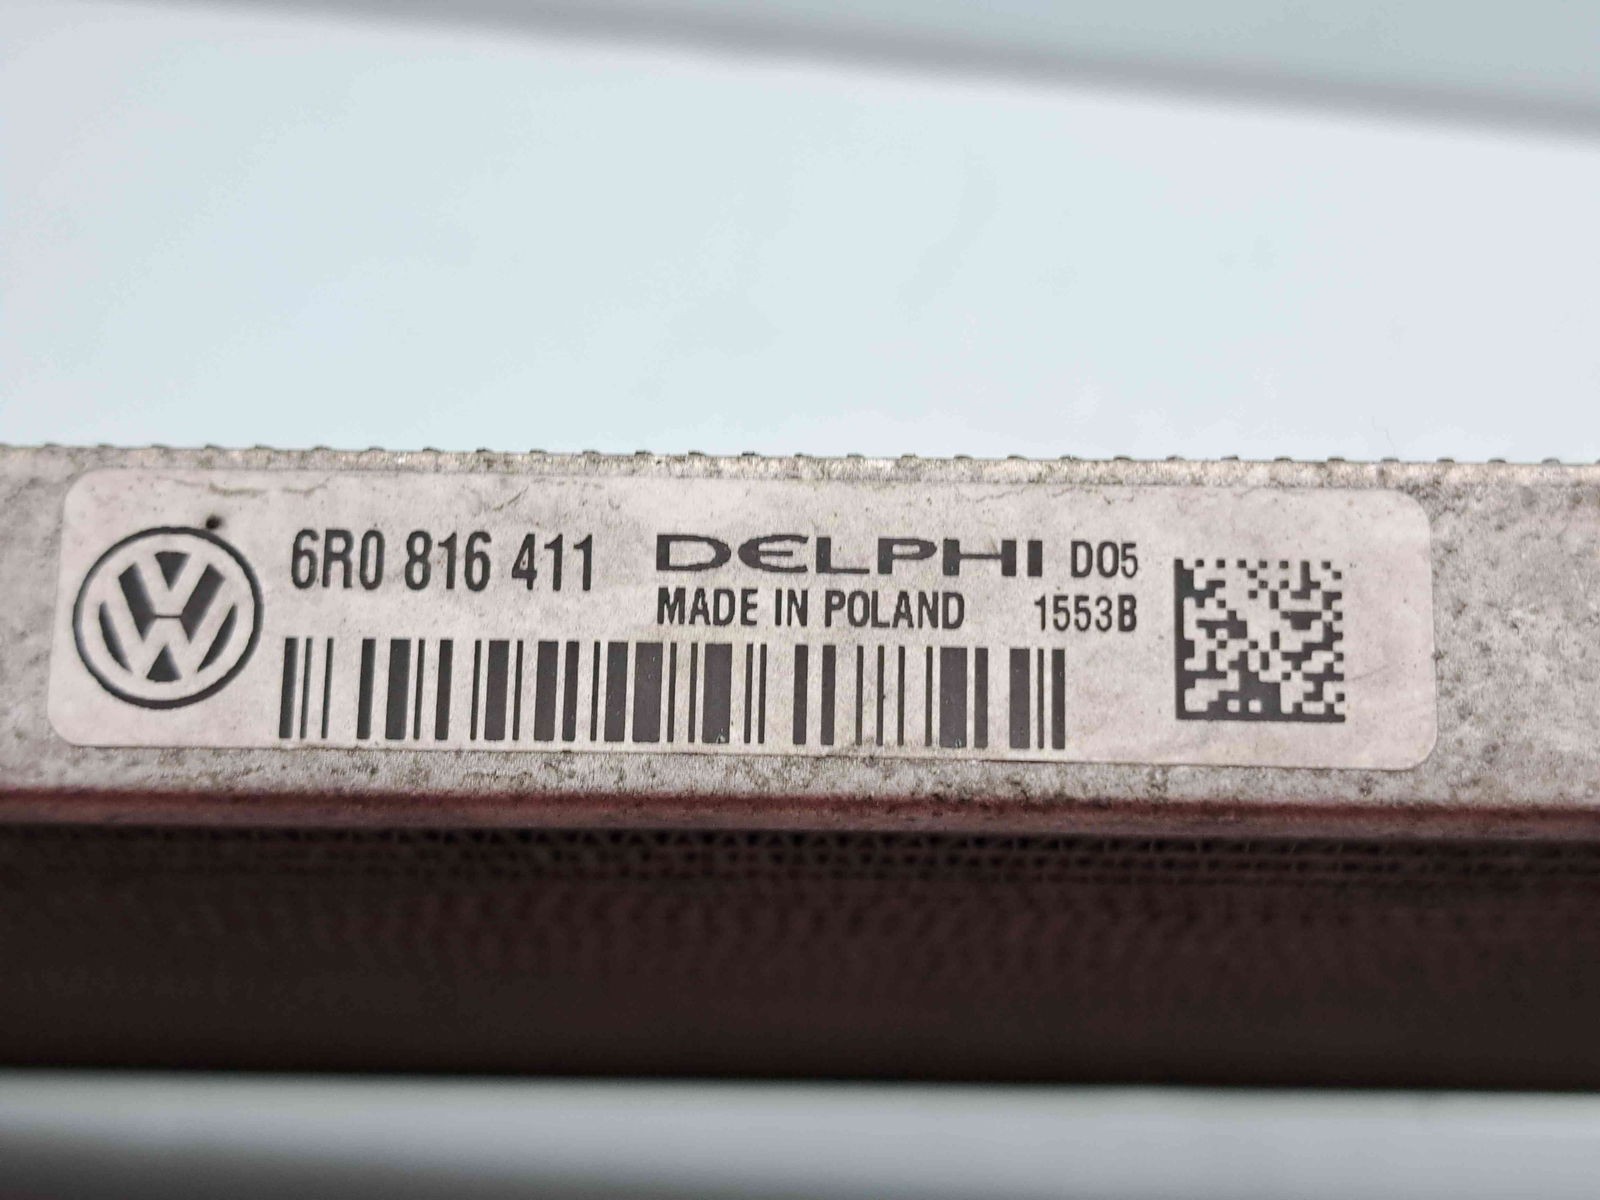 6R0 816 411 DELPHI D05
MADE IN POLAND 1553B